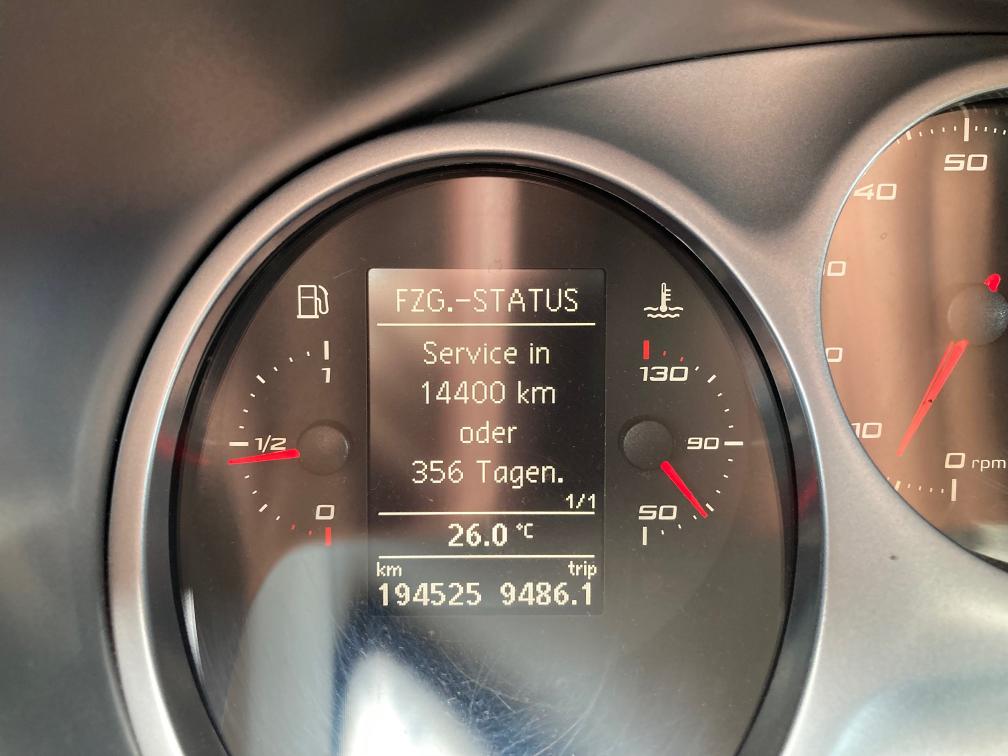 FZG.-STATUS
Service in
14400 km
oder
356 Tagen.
1/1
26.0 °C
km trip
194525 9486.1
1
1/2
0
130
90
50
50
40
10
0 rpm